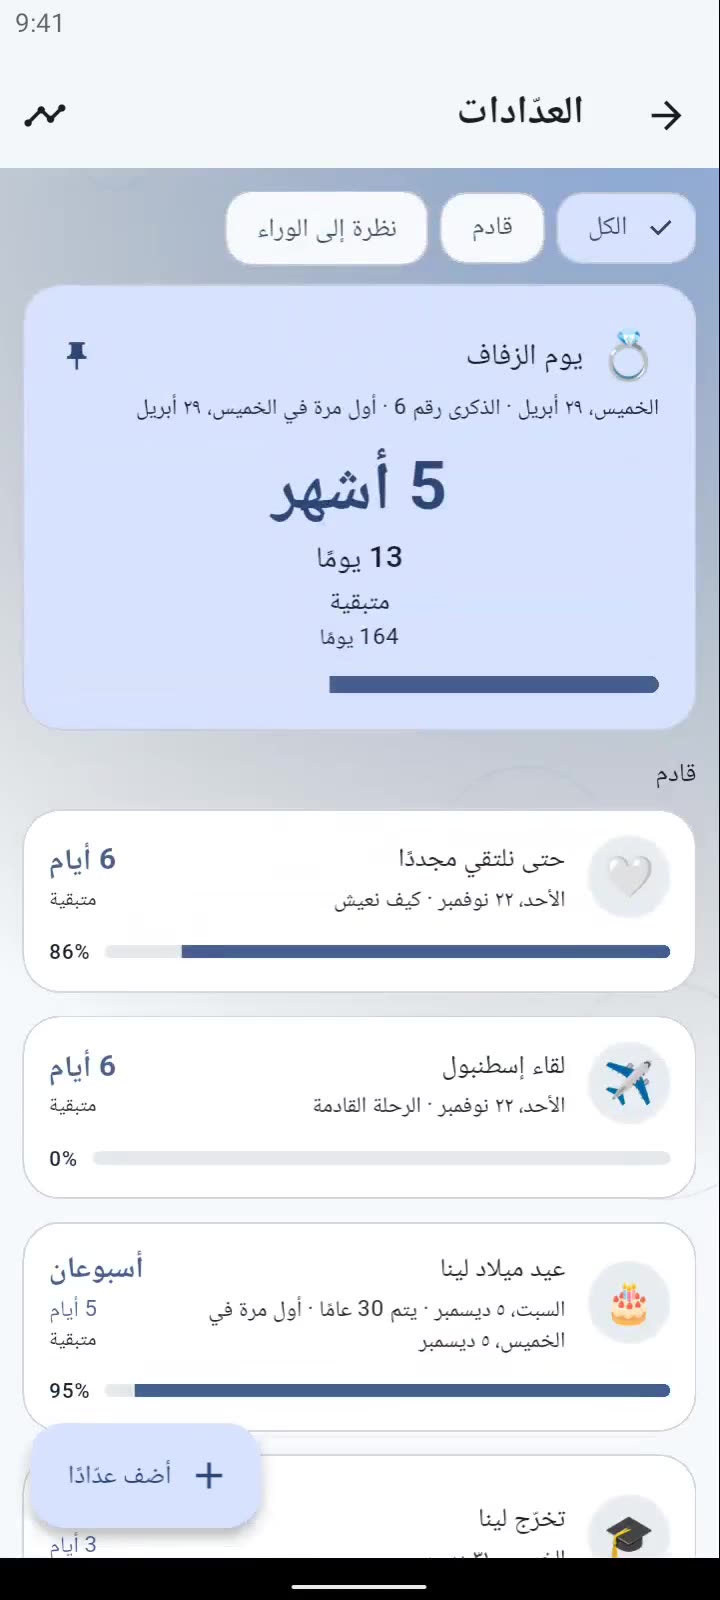 9:41
العدّادات
الكل
قادم
نظرة إلى الوراء
يوم الزفاف
الخميس، ٢٩ أبريل · الذكرى رقم 6 · أول مرة في الخميس، ٢٩ أبريل
5 أشهر
13 يومًا
متبقية
164 يومًا
قادم
حتى نلتقي مجددًا
الأحد، ٢٢ نوفمبر · كيف نعيش
6 أيام
متبقية
86%
لقاء إسطنبول
الأحد، ٢٢ نوفمبر · الرحلة القادمة
6 أيام
متبقية
0%
عيد ميلاد لينا
السبت، ٥ ديسمبر · يتم 30 عامًا · أول مرة في
الخميس، ٥ ديسمبر
أسبوعان
5 أيام
متبقية
95%
أضف عدّادًا
تخرّج لينا
3 أيام